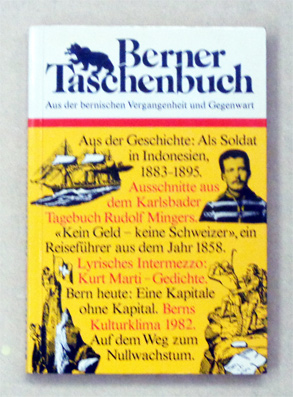 Berner
Taschenbuch
Aus der bernischen Vergangenheit und Gegenwart
Aus der Geschichte: Als Soldat
in Indonesien,
1883–1895.
Ausschnitte aus
dem Karlsbader
Tagebuch Rudolf Mingers.
«Kein Geld – keine Schweizer», ein
Reiseführer aus dem Jahr 1858.
Lyrisches Intermezzo:
Kurt Marti – Gedichte.
Bern heute: Eine Kapitale
ohne Kapital. Berns
Kulturklima 1982.
Auf dem Weg zum
Nullwachstum.